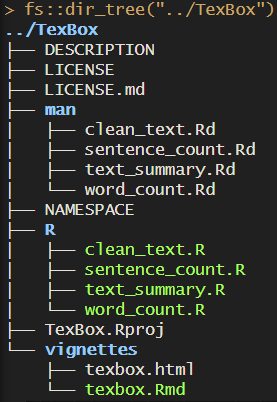 > fs::dir_tree("../TexBox")
../TexBox
├── DESCRIPTION
├── LICENSE
├── LICENSE.md
├── man
│   ├── clean_text.Rd
│   ├── sentence_count.Rd
│   ├── text_summary.Rd
│   └── word_count.Rd
├── NAMESPACE
├── R
│   ├── clean_text.R
│   ├── sentence_count.R
│   ├── text_summary.R
│   └── word_count.R
├── TexBox.Rproj
└── vignettes
    ├── texbox.html
    └── texbox.Rmd